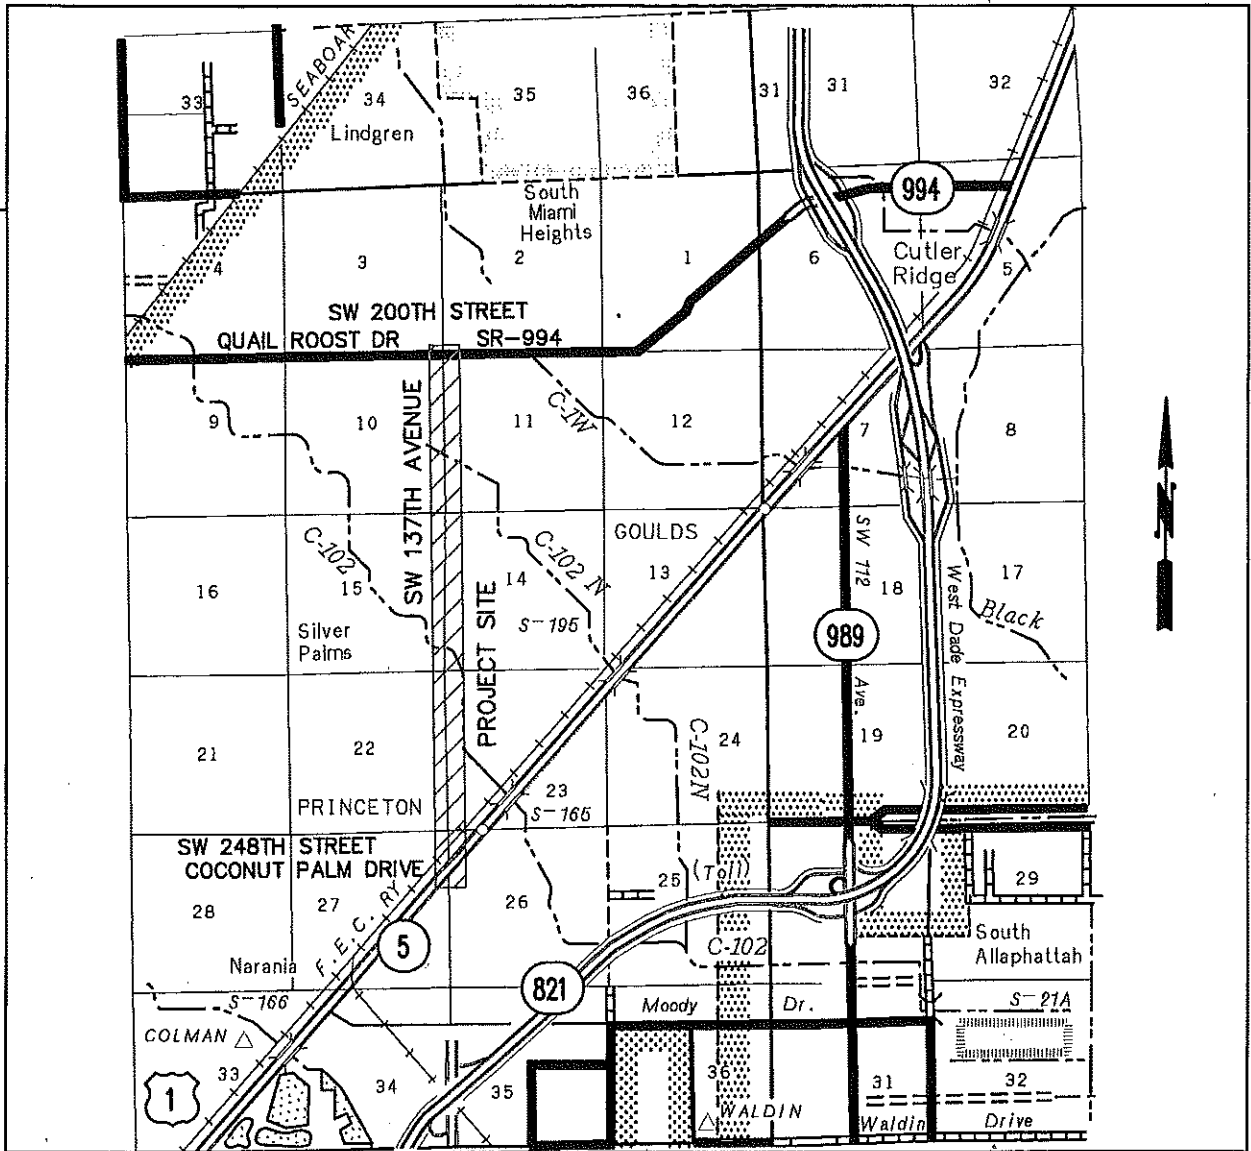 SEABOAR
33
34
35
36
31
31
32
Lindgren
994
South
Miami
Heights
Cutler
Ridge
4
3
2
1
6
5
SW 200TH STREET
QUAIL ROOST DR
SR-994
9
10
11
12
7
8
C-1W
SW 137TH AVENUE
PROJECT SITE
C-102
C-102 N
GOULDS
SW 112
Ave.
N
16
15
14
13
18
17
S-195
Silver
Palms
989
West Dade Expressway
Black
21
22
23
24
19
20
C-102N
PRINCETON
S-165
SW 248TH STREET
COCONUT PALM DRIVE
28
27
26
25
(Toll)
29
F. E. C. RY
5
C-102
South
Allaphattah
Narania
S-166
821
Moody
Dr.
S-21A
COLMAN
1
33
34
35
36
31
32
WALDIN
Waldin
Drive